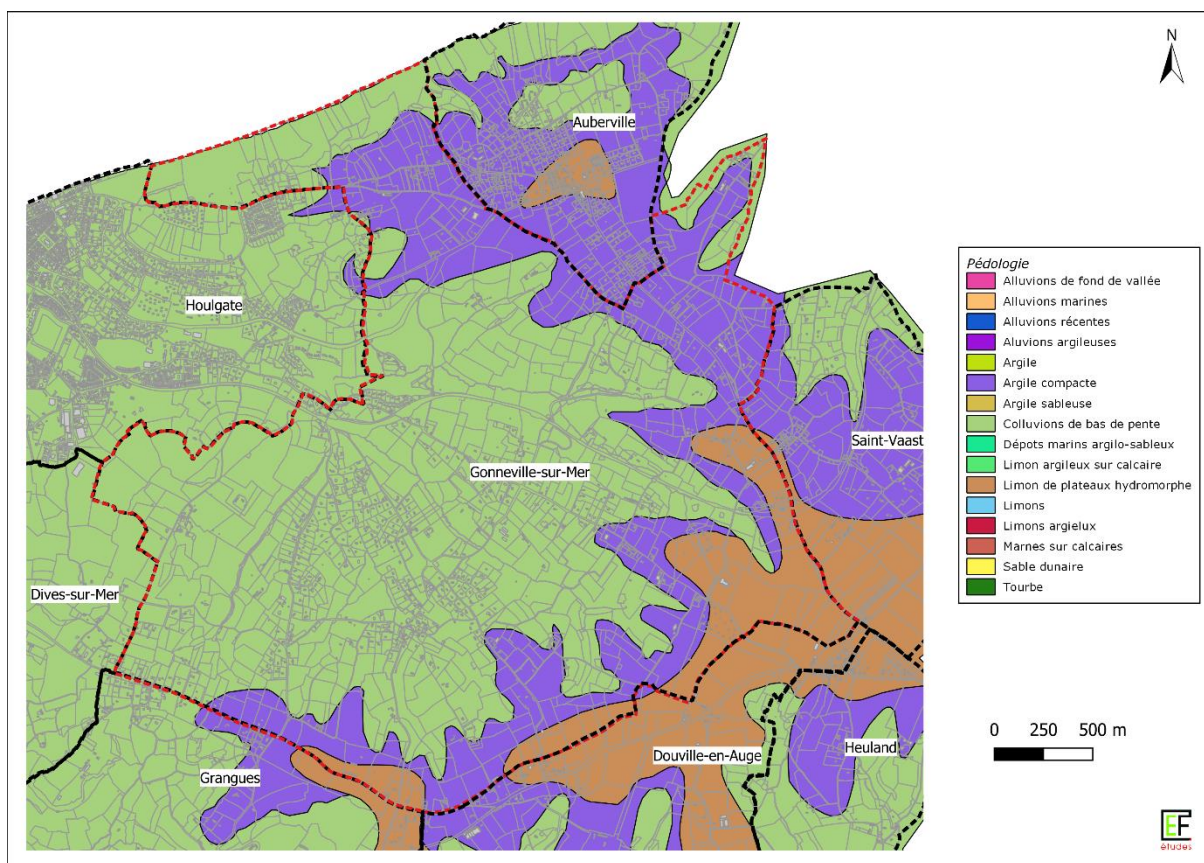 N
Auberville
Houlgate
Saint-Vaast
Gonneville-sur-Mer
Dives-sur-Mer
Grangues
Douville-en-Auge
Heuland
Pédologie
Alluvions de fond de vallée
Alluvions marines
Alluvions récentes
Aluvions argileuses
Argile
Argile compacte
Argile sableuse
Colluvions de bas de pente
Dépots marins argilo-sableux
Limon argileux sur calcaire
Limon de plateaux hydromorphe
Limons
Limons argielux
Marnes sur calcaires
Sable dunaire
Tourbe
0 250 500 m
EF
études